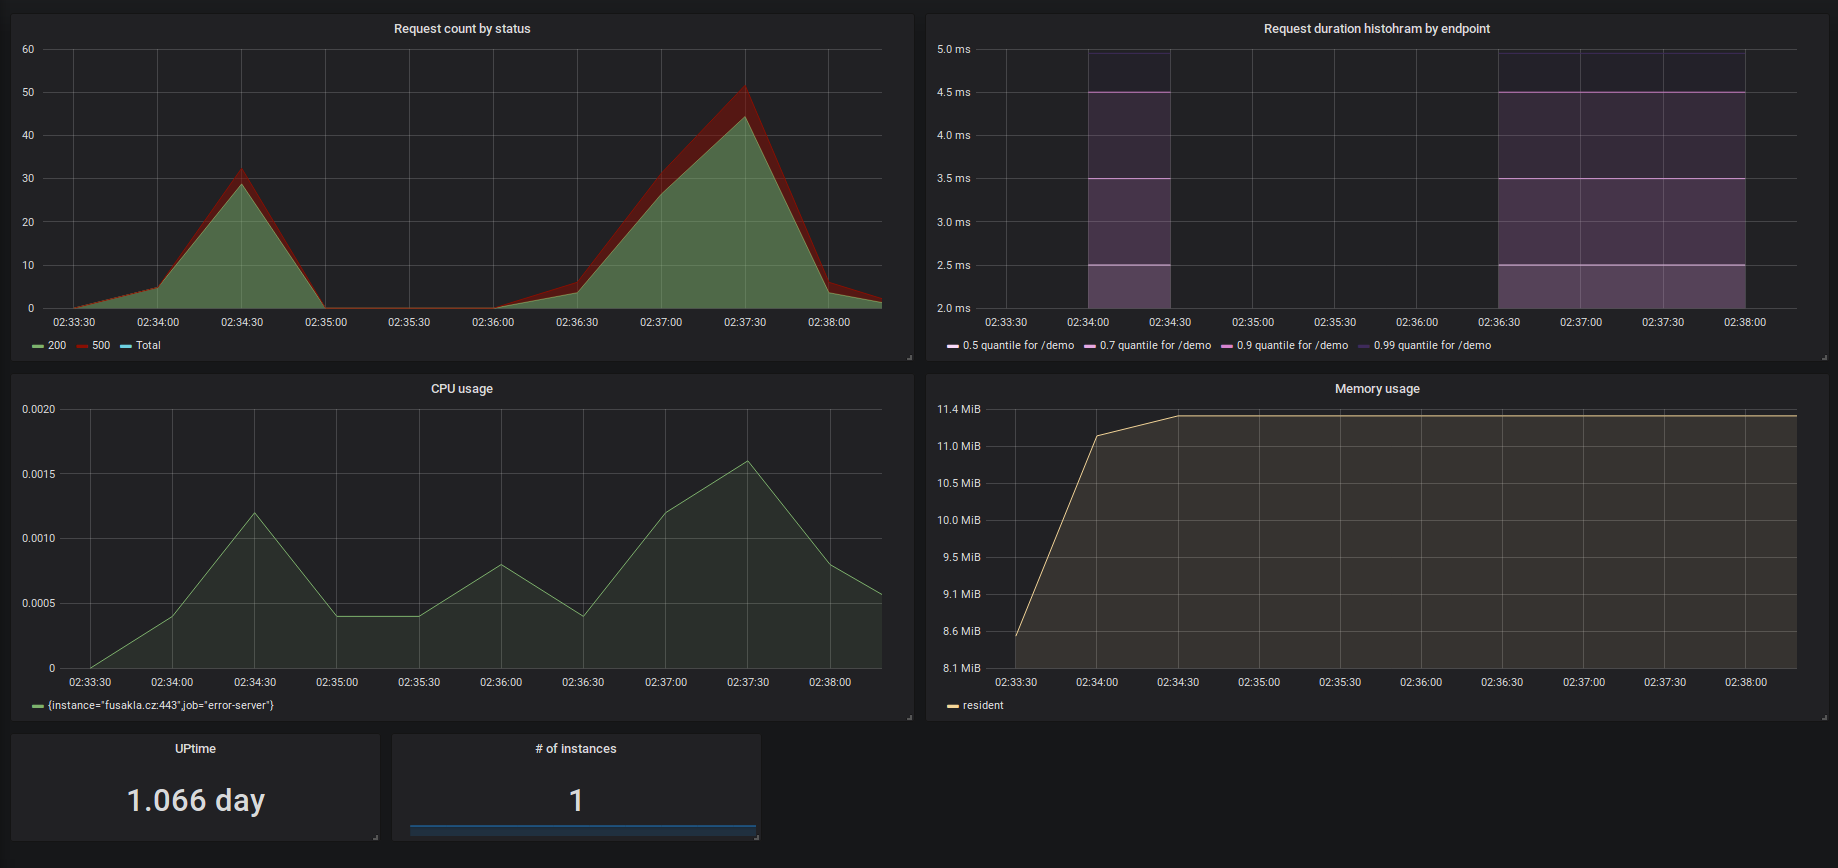 Request count by status
60
50
40
30
20
10
0
02:33:30 02:34:00 02:34:30 02:35:00 02:35:30 02:36:00 02:36:30 02:37:00 02:37:30 02:38:00
200 500 Total
Request duration histohram by endpoint
5.0 ms
4.5 ms
4.0 ms
3.5 ms
3.0 ms
2.5 ms
2.0 ms
02:33:30 02:34:00 02:34:30 02:35:00 02:35:30 02:36:00 02:36:30 02:37:00 02:37:30 02:38:00
0.5 quantile for /demo 0.7 quantile for /demo 0.9 quantile for /demo 0.99 quantile for /demo
CPU usage
0.0020
0.0015
0.0010
0.0005
0
02:33:30 02:34:00 02:34:30 02:35:00 02:35:30 02:36:00 02:36:30 02:37:00 02:37:30 02:38:00
{instance="fusakla.cz:443",job="error-server"}
Memory usage
11.4 MiB
11.0 MiB
10.5 MiB
10.0 MiB
9.5 MiB
9.1 MiB
8.6 MiB
8.1 MiB
02:33:30 02:34:00 02:34:30 02:35:00 02:35:30 02:36:00 02:36:30 02:37:00 02:37:30 02:38:00
resident
UPtime
1.066 day
# of instances
1